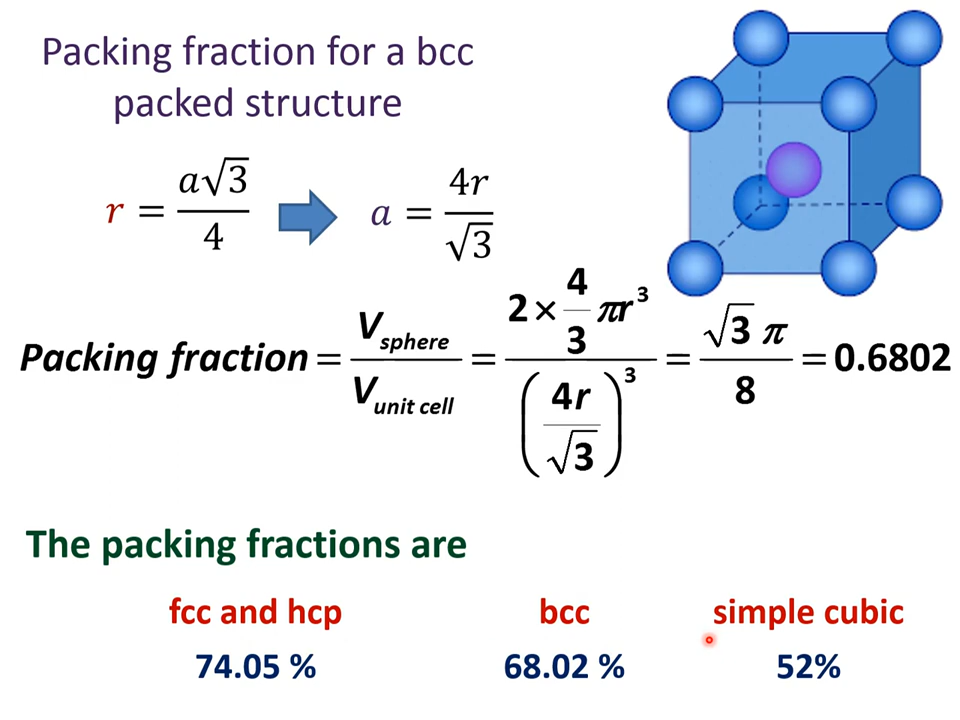 Packing fraction for a bcc
packed structure
r = a√3/4
a = 4r/√3
Packing fraction = V_sphere/V_unit cell = (2 × 4/3 πr³)/(4r/√3)³ = √3 π/8 = 0.6802
The packing fractions are
fcc and hcp bcc simple cubic
74.05 % 68.02 % 52%